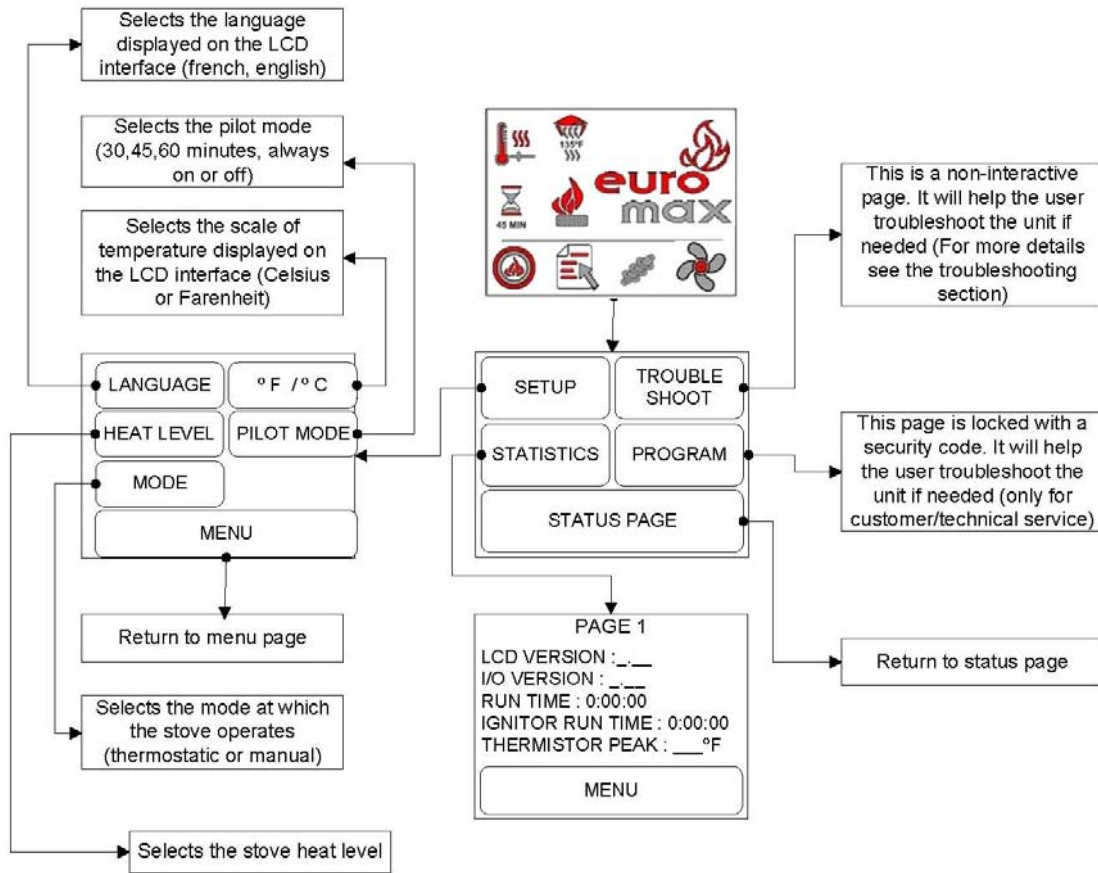 Selects the language
displayed on the LCD
interface (french, english)
Selects the pilot mode
(30,45,60 minutes, always
on or off)
Selects the scale of
temperature displayed on
the LCD interface (Celsius
or Farenheit)
135ºF
euro
max
45 MIN
This is a non-interactive
page. It will help the user
troubleshoot the unit if
needed (For more details
see the troubleshooting
section)
LANGUAGE
º F / º C
HEAT LEVEL
PILOT MODE
MODE
MENU
SETUP
TROUBLE
SHOOT
STATISTICS
PROGRAM
STATUS PAGE
This page is locked with a
security code. It will help
the user troubleshoot the
unit if needed (only for
customer/technical service)
Return to menu page
Selects the mode at which
the stove operates
(thermostatic or manual)
Selects the stove heat level
PAGE 1
LCD VERSION :_.__
I/O VERSION :_.__
RUN TIME : 0:00:00
IGNITOR RUN TIME : 0:00:00
THERMISTOR PEAK : ___ºF
MENU
Return to status page